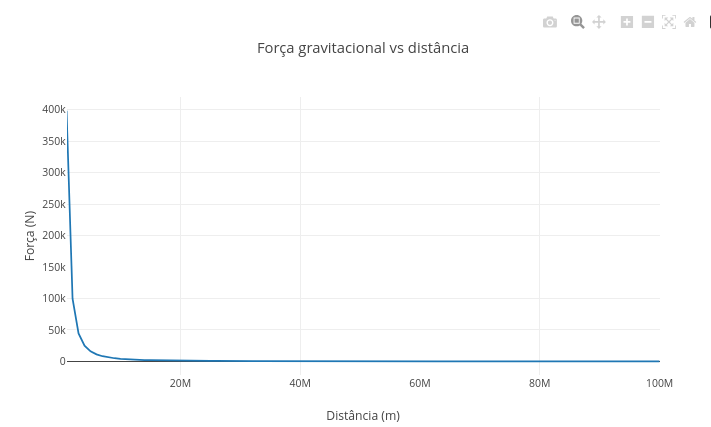 Força gravitacional vs distância
400k
350k
300k
250k
200k
150k
100k
50k
0
Força (N)
20M
40M
60M
80M
100M
Distância (m)